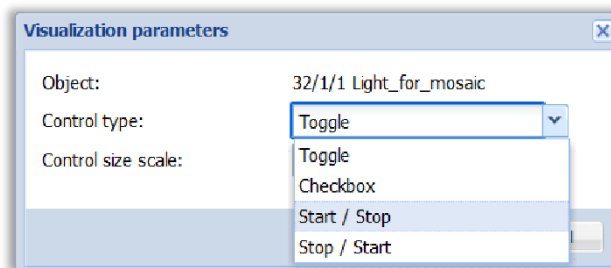 Visualization parameters
Object: 32/1/1 Light_for_mosaic
Control type: Toggle
Control size scale:
Toggle
Checkbox
Start / Stop
Stop / Start